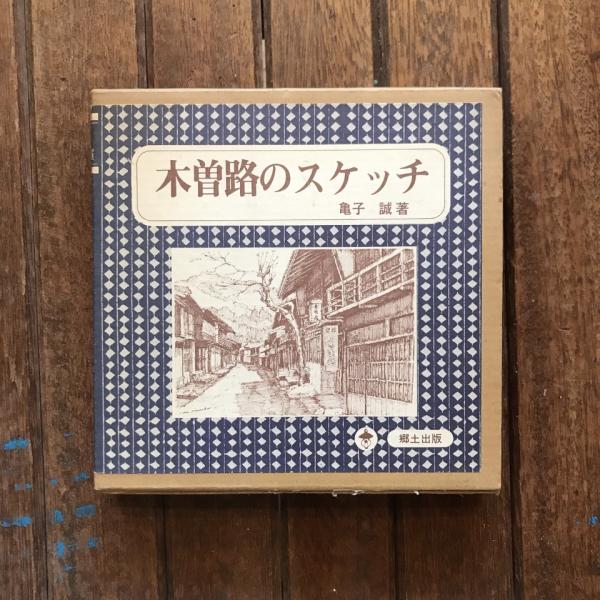 木曽路のスケッチ
亀子 誠著
郷土出版